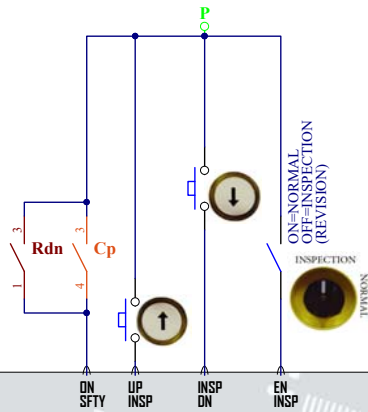 P
ON=NORMAL
OFF=INSPECTION
(REVISION)
3
Rdn
1
3
Cp
4
INSPECTION
NORMAL
ON
SFTY
UP
INSP
INSP
DN
EN
INSP